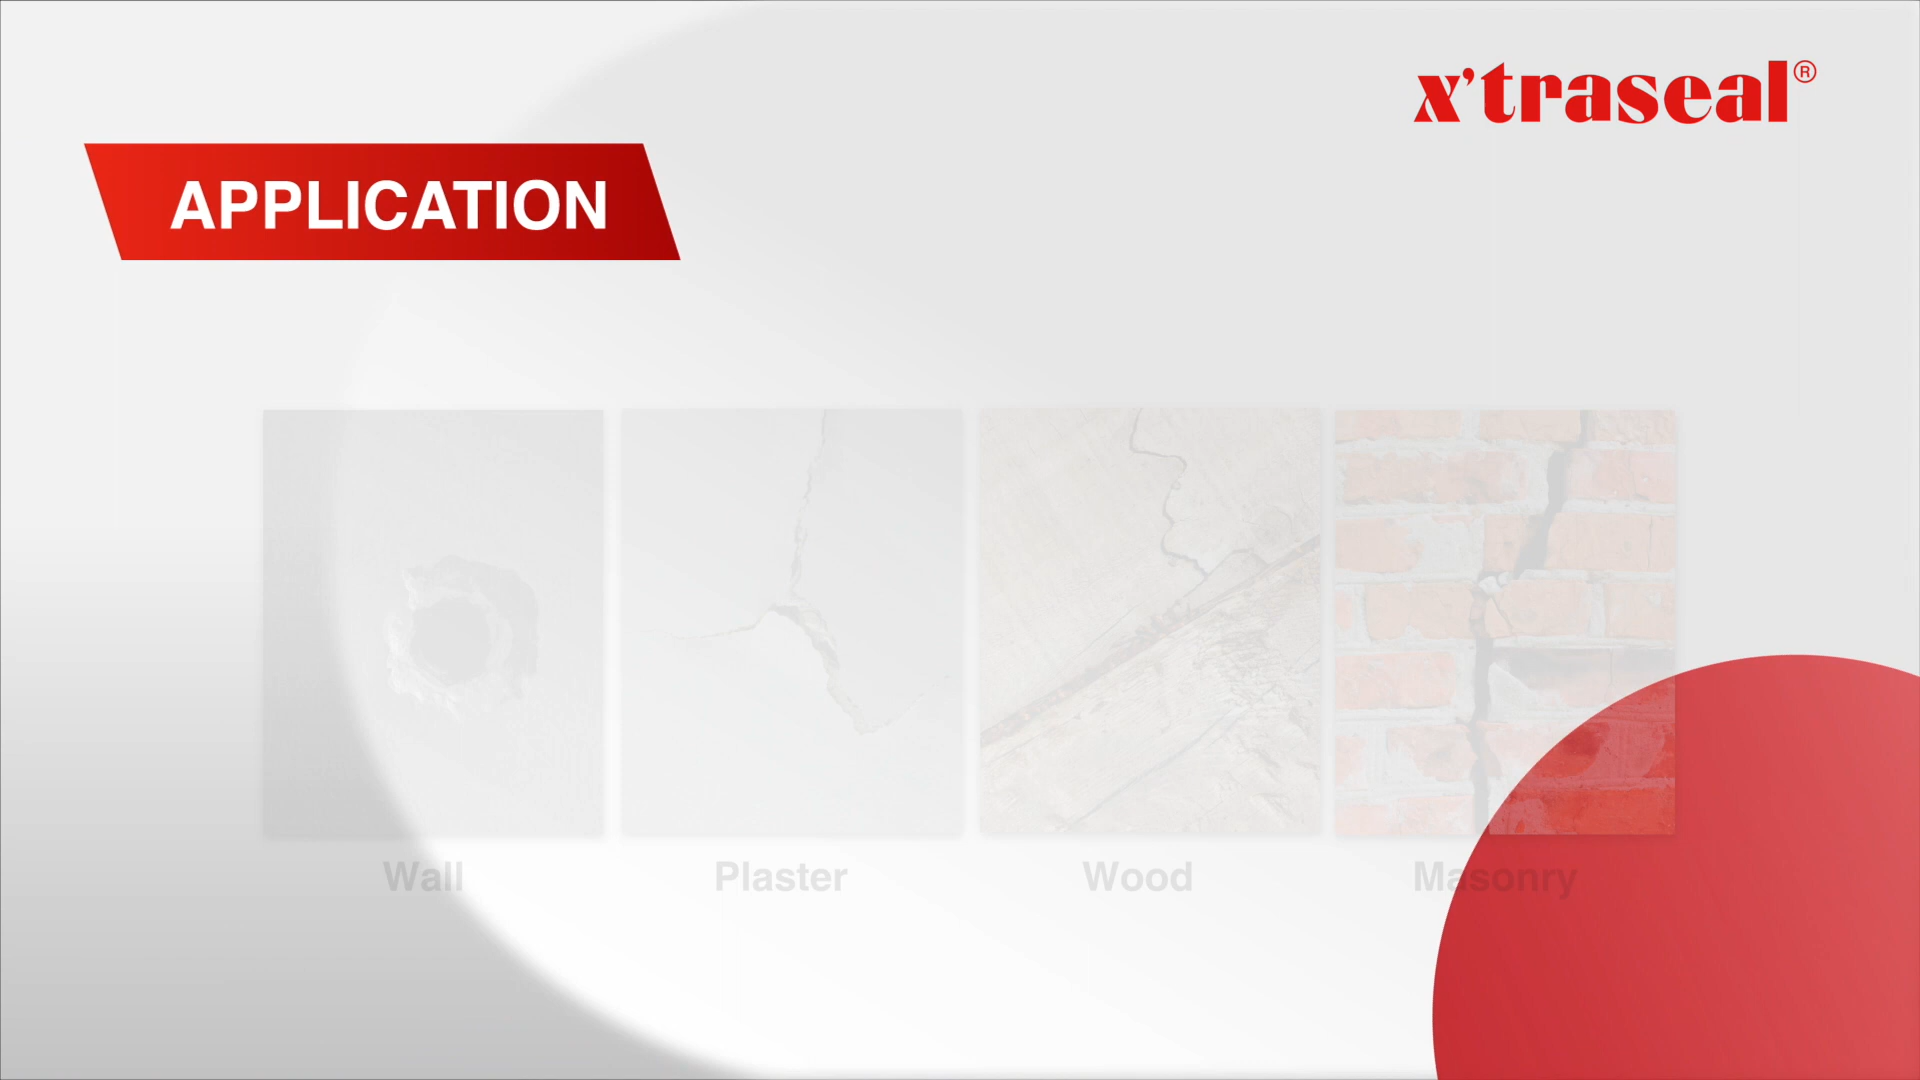 x'traseal®
APPLICATION
Wall
Plaster
Wood
Masonry